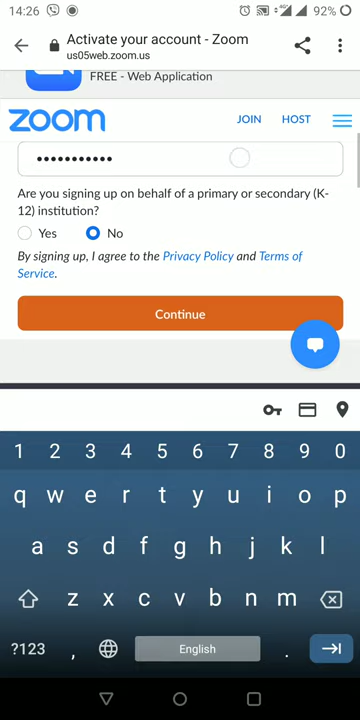 14:26
92%
Activate your account - Zoom
us05web.zoom.us
FREE - Web Application
zoom
JOIN
HOST
•••••••••••
Are you signing up on behalf of a primary or secondary (K-
12) institution?
Yes
No
By signing up, I agree to the Privacy Policy and Terms of
Service.
Continue
1 2 3 4 5 6 7 8 9 0
q w e r t y u i o p
a s d f g h j k l
z x c v b n m
?123 , English .